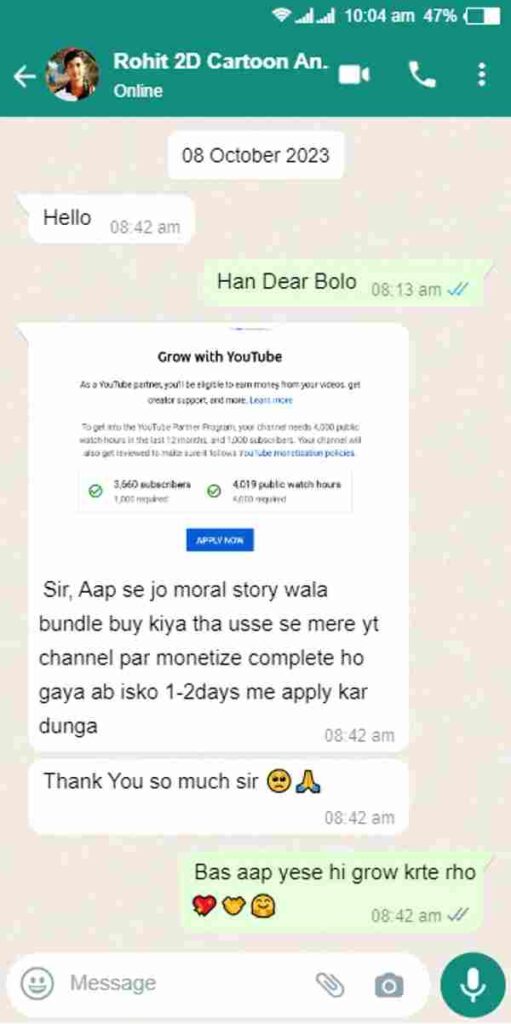 10:04 am 47%
Rohit 2D Cartoon An.
Online
08 October 2023
Hello 08:42 am
Han Dear Bolo 08:13 am
Grow with YouTube
As a YouTube partner, you'll be eligible to earn money from your videos, get
creator support, and more. Learn more
To get into the YouTube Partner Program, your channel needs 4,000 public
watch hours in the last 12 months, and 1,000 subscribers. Your channel will
also get reviewed to make sure it follows YouTube monetization policies.
3,660 subscribers
1,000 required
4,019 public watch hours
4,000 required
APPLY NOW
Sir, Aap se jo moral story wala
bundle buy kiya tha usse se mere yt
channel par monetize complete ho
gaya ab isko 1-2days me apply kar
dunga
08:42 am
Thank You so much sir 🥺🙏
08:42 am
Bas aap yese hi grow krte rho
💖🤝🤗 08:42 am
Message